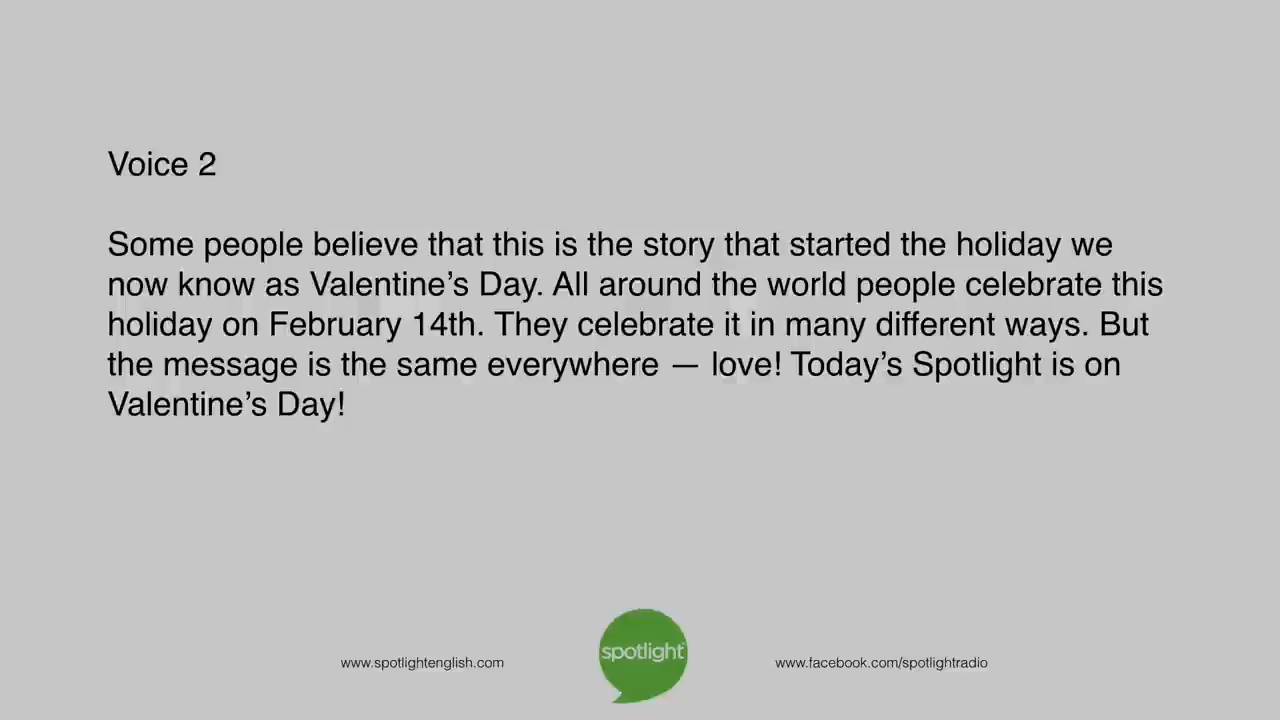 Voice 2
Some people believe that this is the story that started the holiday we
now know as Valentine’s Day. All around the world people celebrate this
holiday on February 14th. They celebrate it in many different ways. But
the message is the same everywhere — love! Today’s Spotlight is on
Valentine’s Day!
spotlight
www.spotlightenglish.com
www.facebook.com/spotlightradio